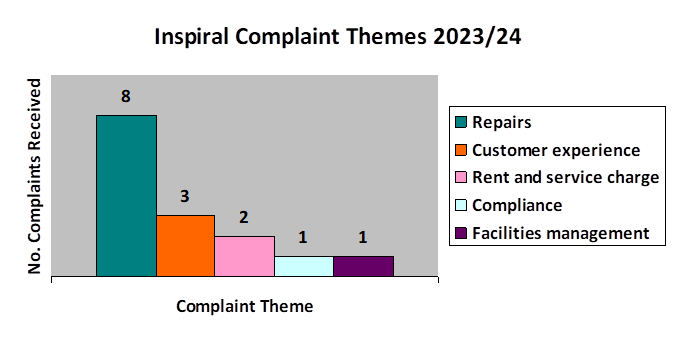 Inspiral Complaint Themes 2023/24
No. Complaints Received
8
3
2
1
1
Complaint Theme
Repairs
Customer experience
Rent and service charge
Compliance
Facilities management